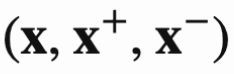 (x, x⁺, x⁻)